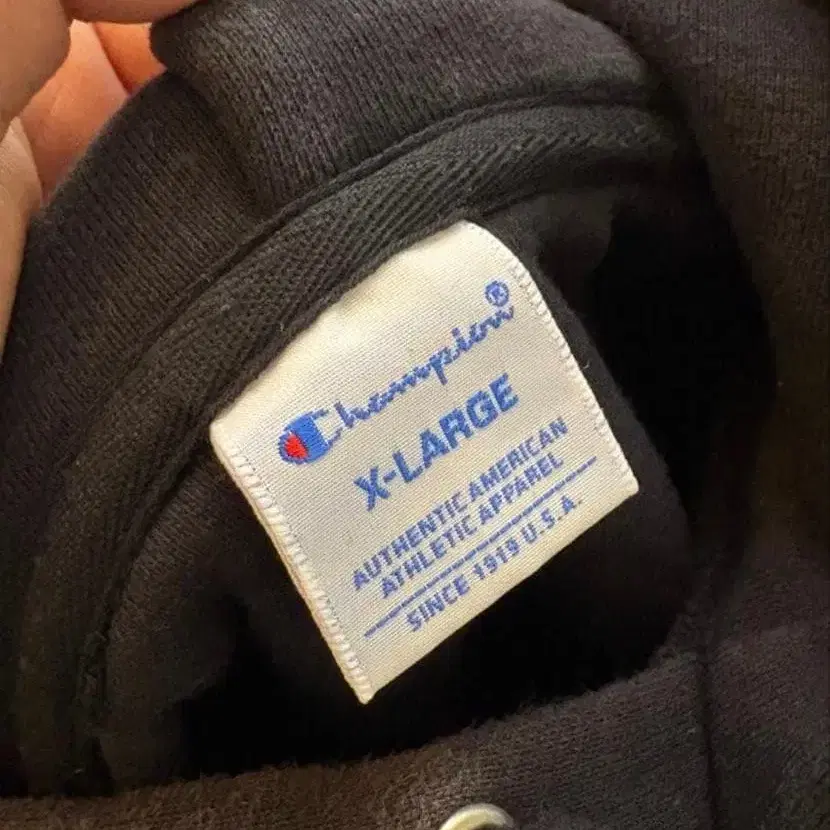 Champion®
X-LARGE
AUTHENTIC AMERICAN
ATHLETIC APPAREL
SINCE 1919 U.S.A.